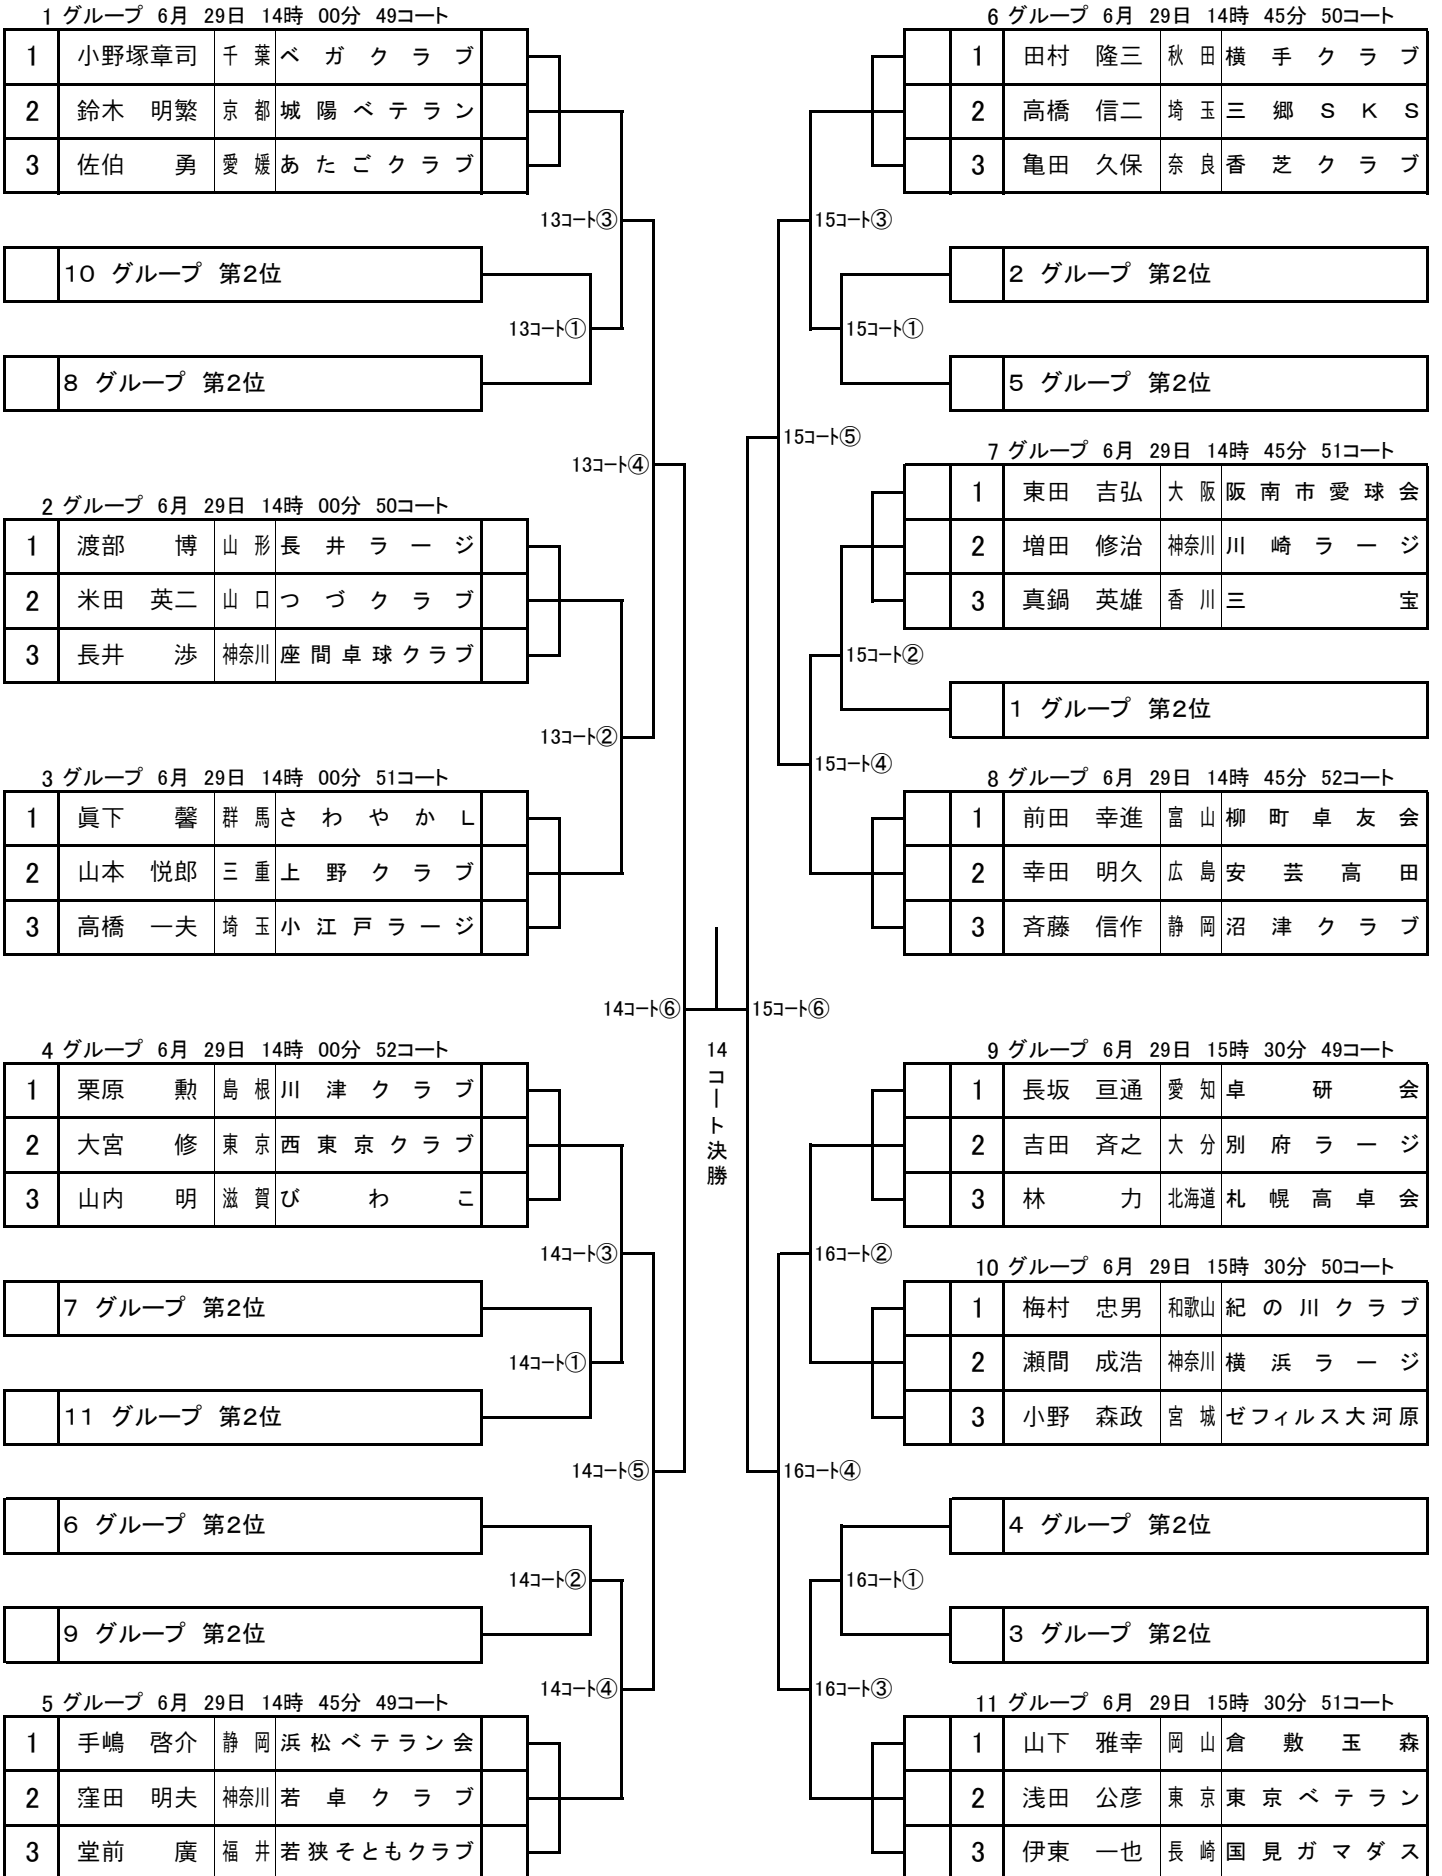 1 グループ 6月 29日 14時 00分 49コート
1 小野塚章司 千葉 ベガクラブ
2 鈴木 明繁 京都 城陽ベテラン
3 佐伯 勇 愛媛 あたごクラブ
13コート③
10 グループ 第2位
13コート①
8 グループ 第2位
13コート④
2 グループ 6月 29日 14時 00分 50コート
1 渡部 博 山形 長井ラージ
2 米田 英二 山口 つづクラブ
3 長井 渉 神奈川 座間卓球クラブ
13コート②
3 グループ 6月 29日 14時 00分 51コート
1 眞下 馨 群馬 さわやかL
2 山本 悦郎 三重 上野クラブ
3 高橋 一夫 埼玉 小江戸ラージ
14コート⑥
4 グループ 6月 29日 14時 00分 52コート
1 栗原 勲 島根 川津クラブ
2 大宮 修 東京 西東京クラブ
3 山内 明 滋賀 びわこ
14コート③
7 グループ 第2位
14コート①
11 グループ 第2位
14コート⑤
6 グループ 第2位
14コート②
9 グループ 第2位
14コート④
5 グループ 6月 29日 14時 45分 49コート
1 手嶋 啓介 静岡 浜松ベテラン会
2 窪田 明夫 神奈川 若卓クラブ
3 堂前 廣 福井 若狭そともクラブ
14コート決勝
6 グループ 6月 29日 14時 45分 50コート
1 田村 隆三 秋田 横手クラブ
2 高橋 信二 埼玉 三郷SKS
3 亀田 久保 奈良 香芝クラブ
15コート③
2 グループ 第2位
15コート①
5 グループ 第2位
15コート⑤
7 グループ 6月 29日 14時 45分 51コート
1 東田 吉弘 大阪 阪南市愛球会
2 増田 修治 神奈川 川崎ラージ
3 真鍋 英雄 香川 三宝
15コート②
1 グループ 第2位
15コート④
8 グループ 6月 29日 14時 45分 52コート
1 前田 幸進 富山 柳町卓友会
2 幸田 明久 広島 安芸高田
3 斉藤 信作 静岡 沼津クラブ
15コート⑥
9 グループ 6月 29日 15時 30分 49コート
1 長坂 亘通 愛知 卓研会
2 吉田 斉之 大分 別府ラージ
3 林 力 北海道 札幌高卓会
16コート②
10 グループ 6月 29日 15時 30分 50コート
1 梅村 忠男 和歌山 紀の川クラブ
2 瀬間 成浩 神奈川 横浜ラージ
3 小野 森政 宮城 ゼフィルス大河原
16コート④
4 グループ 第2位
16コート①
3 グループ 第2位
16コート③
11 グループ 6月 29日 15時 30分 51コート
1 山下 雅幸 岡山 倉敷玉森
2 浅田 公彦 東京 東京ベテラン
3 伊東 一也 長崎 国見ガマダス